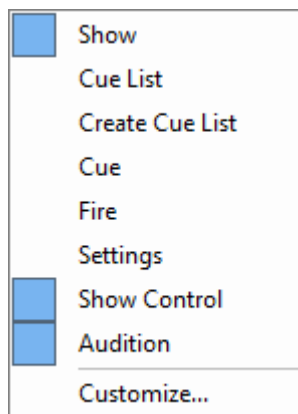 Show
Cue List
Create Cue List
Cue
Fire
Settings
Show Control
Audition
Customize...